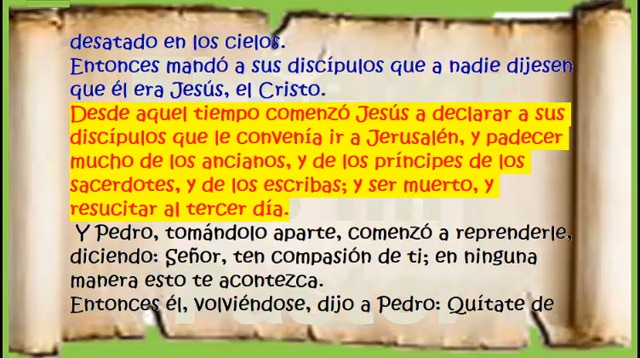 desatado en los cielos.
Entonces mandó a sus discípulos que a nadie dijesen
que él era Jesús, el Cristo.
Desde aquel tiempo comenzó Jesús a declarar a sus
discípulos que le convenía ir a Jerusalén, y padecer
mucho de los ancianos, y de los príncipes de los
sacerdotes, y de los escribas; y ser muerto, y
resucitar al tercer día.
Y Pedro, tomándolo aparte, comenzó a reprenderle,
diciendo: Señor, ten compasión de ti; en ninguna
manera esto te acontezca.
Entonces él, volviéndose, dijo a Pedro: Quítate de